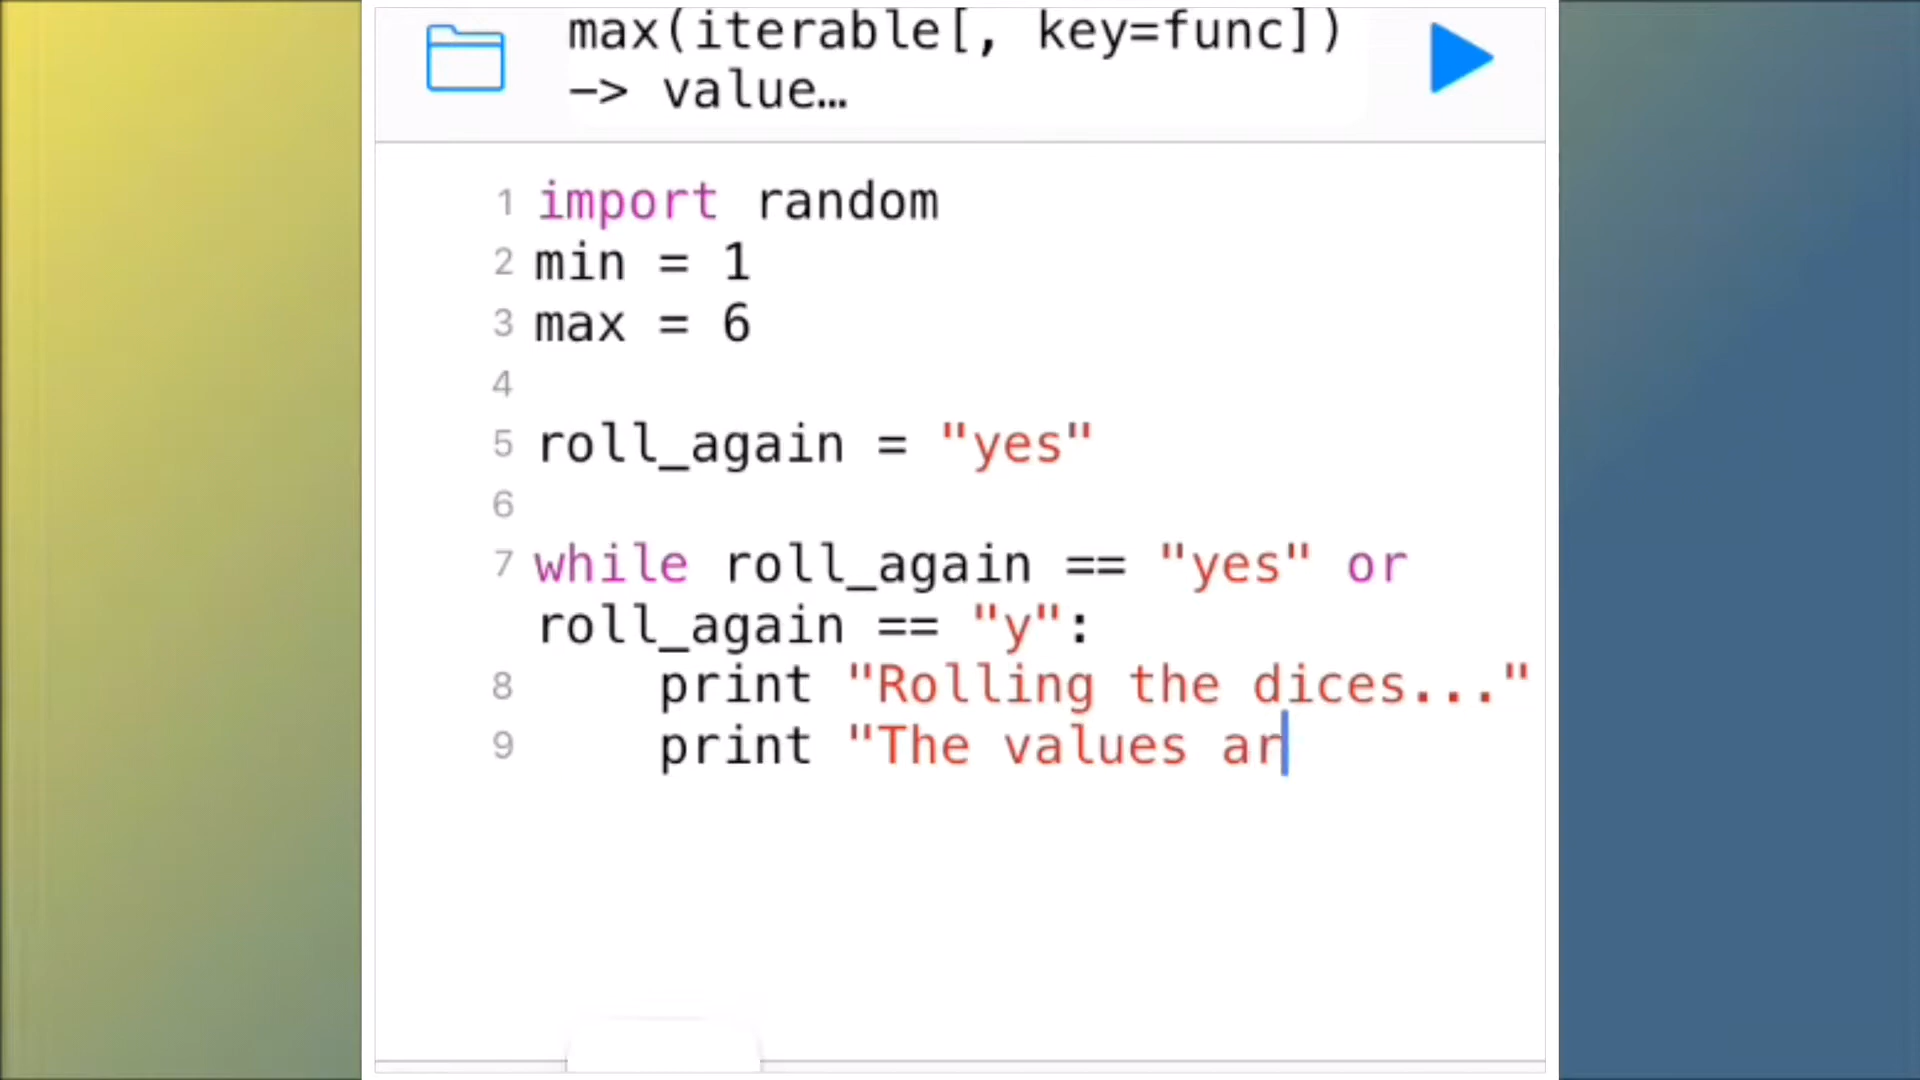 max(iterable[, key=func])
—> value…
1 import random
2 min = 1
3 max = 6
4
5 roll_again = "yes"
6
7 while roll_again == "yes" or
roll_again == "y":
8 print "Rolling the dices..."
9 print "The values ar